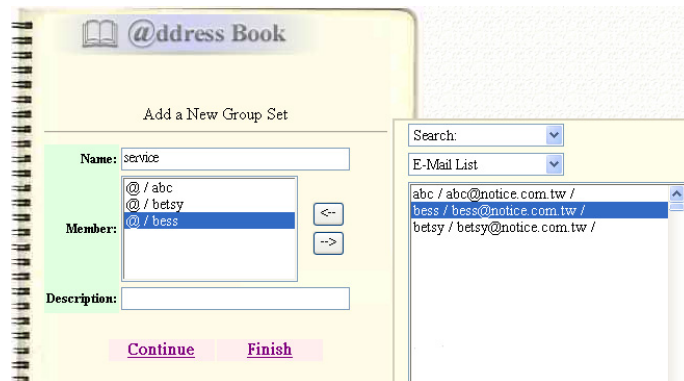 @ddress Book
Add a New Group Set
Name: service
Member:
@ / abc
@ / betsy
@ / bess
<--
-->
Description:
Continue Finish
Search:
E-Mail List
abc / abc@notice.com.tw /
bess / bess@notice.com.tw /
betsy / betsy@notice.com.tw /